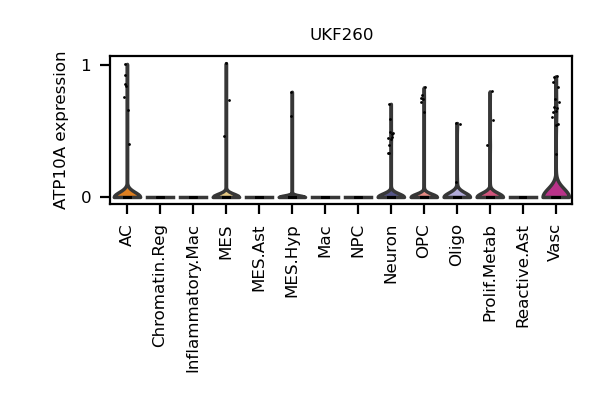 UKF260
ATP10A expression
1
0
AC
Chromatin.Reg
Inflammatory.Mac
MES
MES.Ast
MES.Hyp
Mac
NPC
Neuron
OPC
Oligo
Prolif.Metab
Reactive.Ast
Vasc